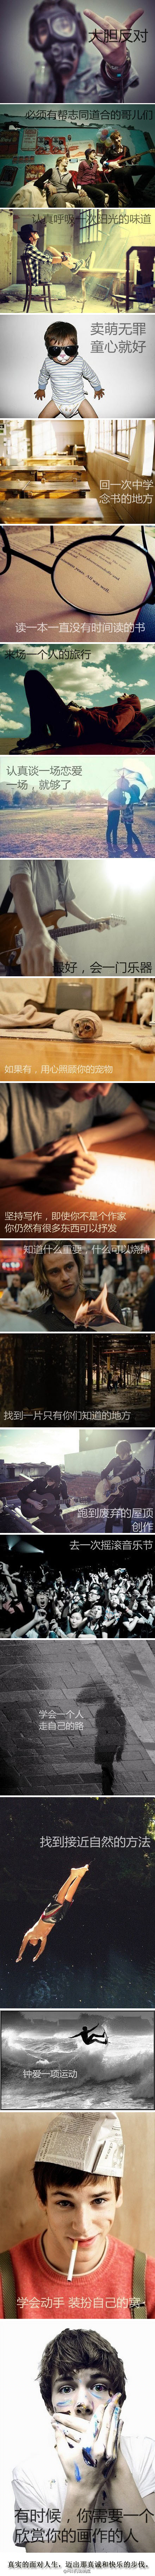 大胆反对
必须有帮志同道合的哥儿们
认真呼吸一次阳光的味道
卖萌无罪
童心就好
回一次中学
念书的地方
读一本一直没有时间读的书
来场一个人的旅行
认真谈一场恋爱
一场，就够了
最好，会一门乐器
如果有，用心照顾你的宠物
坚持写作，即使你不是个作家
你仍然有很多东西可以抒发
知道什么重要，什么可以烧掉
找到一片只有你们知道的地方
跑到废弃的屋顶
创作
去一次摇滚音乐节
学会一个人
走自己的路
找到接近自然的方法
钟爱一项运动
学会动手 装扮自己的窝
有时候，你需要一个
欣赏你的画作的人
真实的面对人生，迈出那真诚和快乐的步伐。